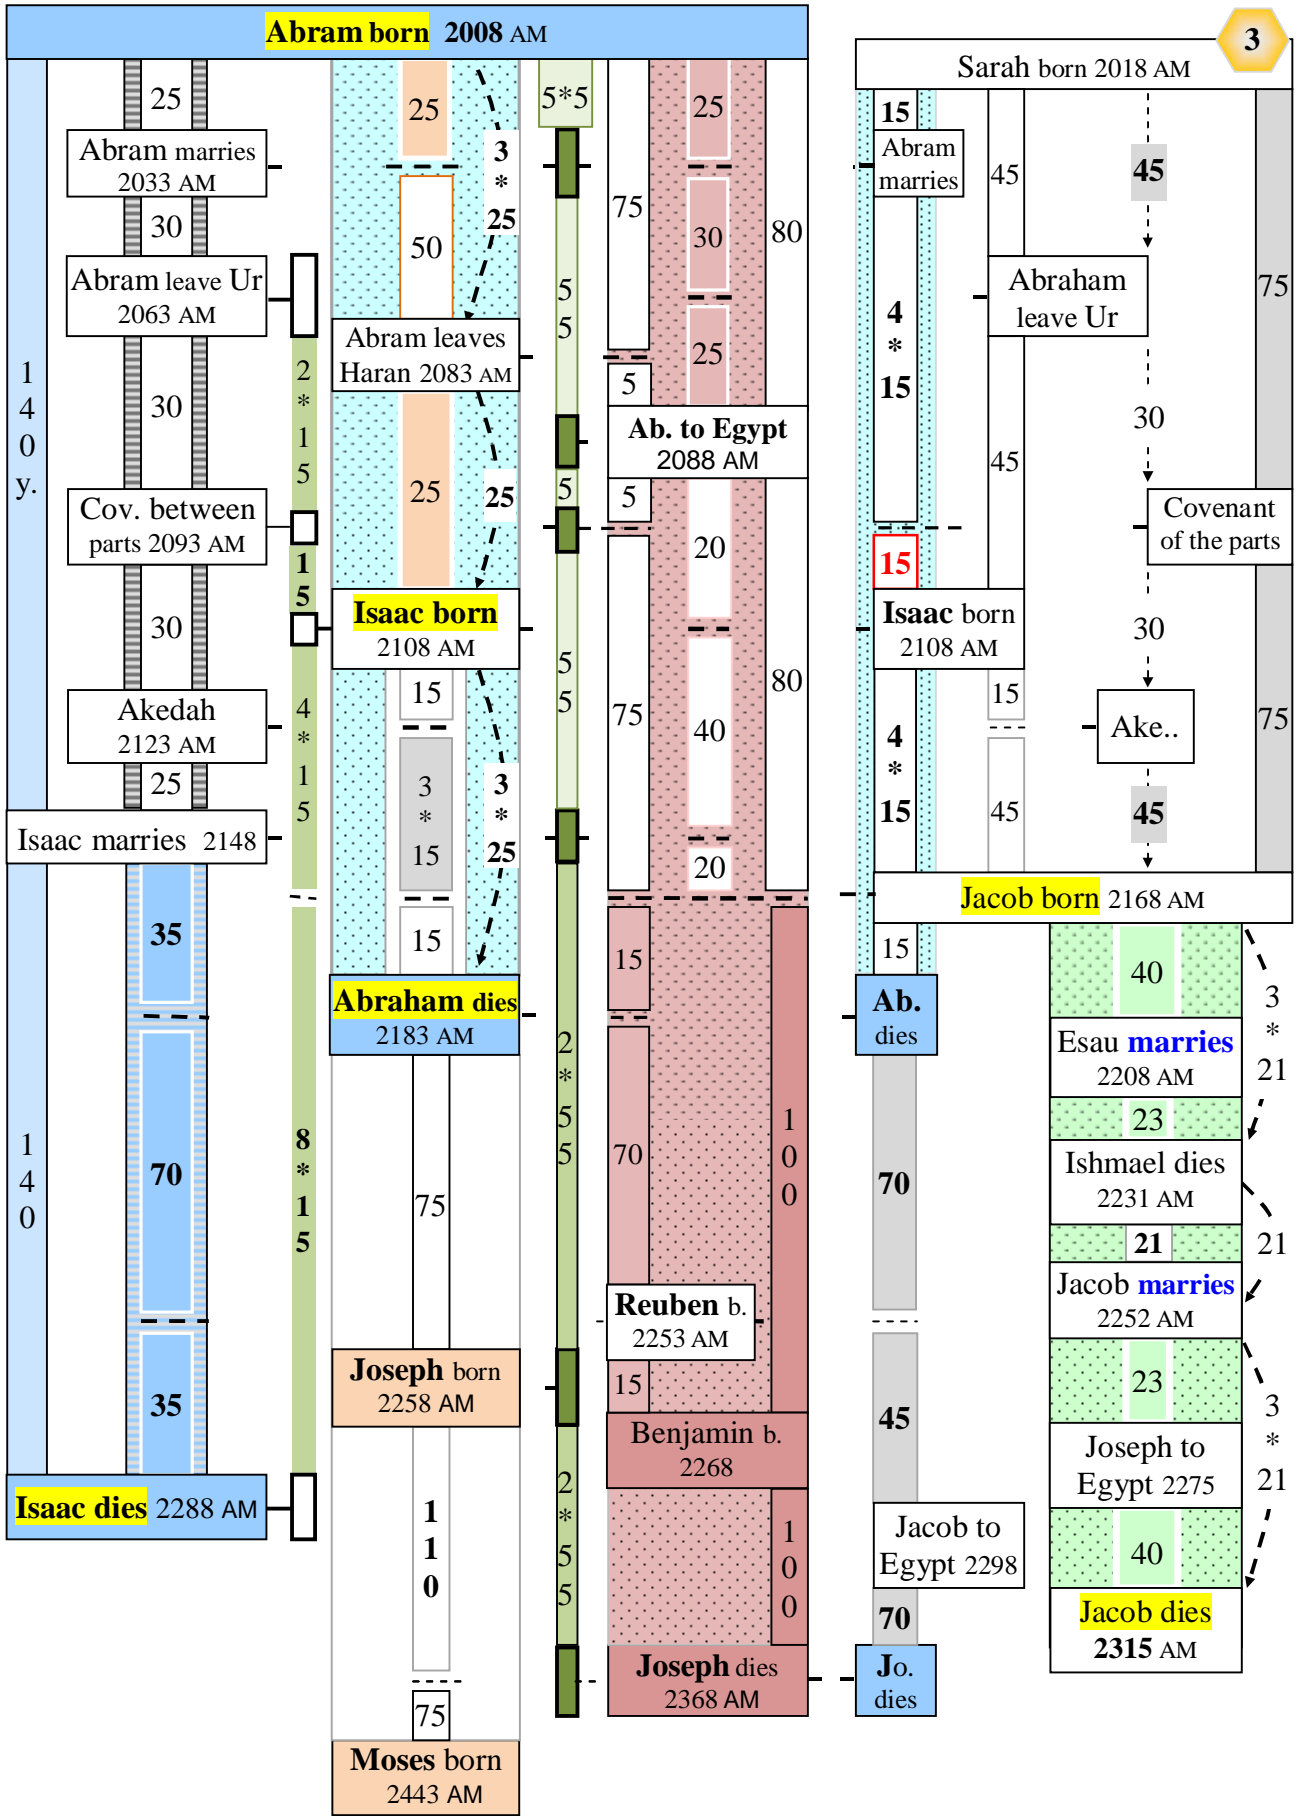 Abram born 2008 AM
3
Sarah born 2018 AM
25
25
3
*
25
5*5
25
15
Abram marries
2033 AM
Abram
marries
45
45
30
50
75
30
80
Abram leave Ur
2063 AM
5
5
4
*
15
Abraham
leave Ur
75
Abram leaves
Haran 2083 AM
25
1
4
0
y.
2
*
1
5
30
5
Ab. to Egypt
2088 AM
30
25
25
5
5
45
Cov. between
parts 2093 AM
20
Covenant
of the parts
1
5
15
Isaac born
2108 AM
Isaac born
2108 AM
30
30
5
5
75
80
15
15
Akedah
2123 AM
4
*
1
5
40
4
*
15
Ake..
75
25
3
*
15
3
*
25
45
45
Isaac marries 2148
20
Jacob born 2168 AM
35
15
15
15
40
3
*
21
Abraham dies
2183 AM
Ab.
dies
Esau marries
2208 AM
2
*
5
5
23
1
4
0
70
8
*
1
5
75
70
1
0
0
70
Ishmael dies
2231 AM
21
21
Jacob marries
2252 AM
Reuben b.
2253 AM
Joseph born
2258 AM
35
15
45
23
3
*
21
Benjamin b.
2268
Joseph to
Egypt 2275
Isaac dies 2288 AM
1
1
0
2
*
5
5
1
0
0
Jacob to
Egypt 2298
40
70
Jacob dies
2315 AM
Joseph dies
2368 AM
Jo.
dies
75
Moses born
2443 AM